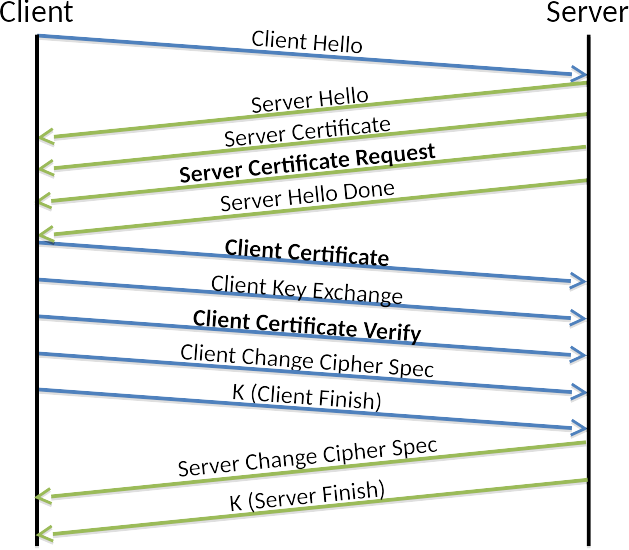 Client
Server
Client Hello
Server Hello
Server Certificate
Server Certificate Request
Server Hello Done
Client Certificate
Client Key Exchange
Client Certificate Verify
Client Change Cipher Spec
K (Client Finish)
Server Change Cipher Spec
K (Server Finish)